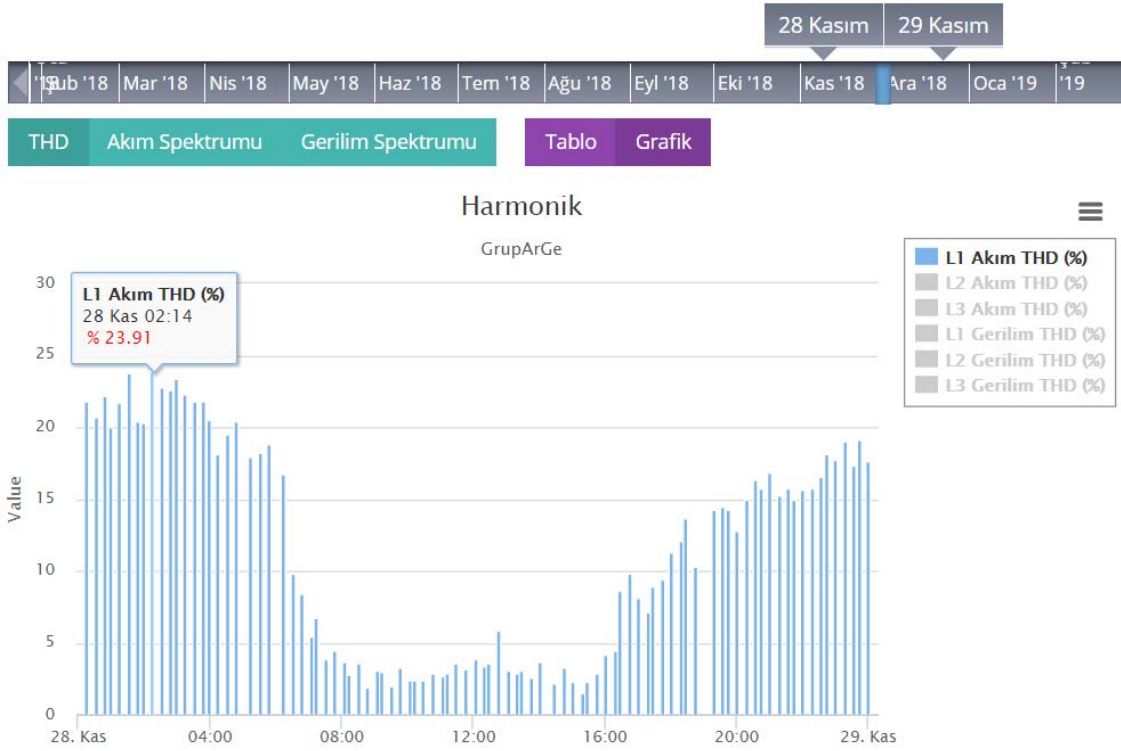 28 Kasım 29 Kasım
'18 Şub '18 Mar '18 Nis '18 May '18 Haz '18 Tem '18 Ağu '18 Eyl '18 Eki '18 Kas '18 Ara '18 Oca '19 '19
THD Akım Spektrumu Gerilim Spektrumu Tablo Grafik
Harmonik
GrupArGe
L1 Akım THD (%)
L2 Akım THD (%)
L3 Akım THD (%)
L1 Gerilim THD (%)
L2 Gerilim THD (%)
L3 Gerilim THD (%)
L1 Akım THD (%)
28 Kas 02:14
% 23.91
Value
30
25
20
15
10
5
0
28. Kas 04:00 08:00 12:00 16:00 20:00 29. Kas